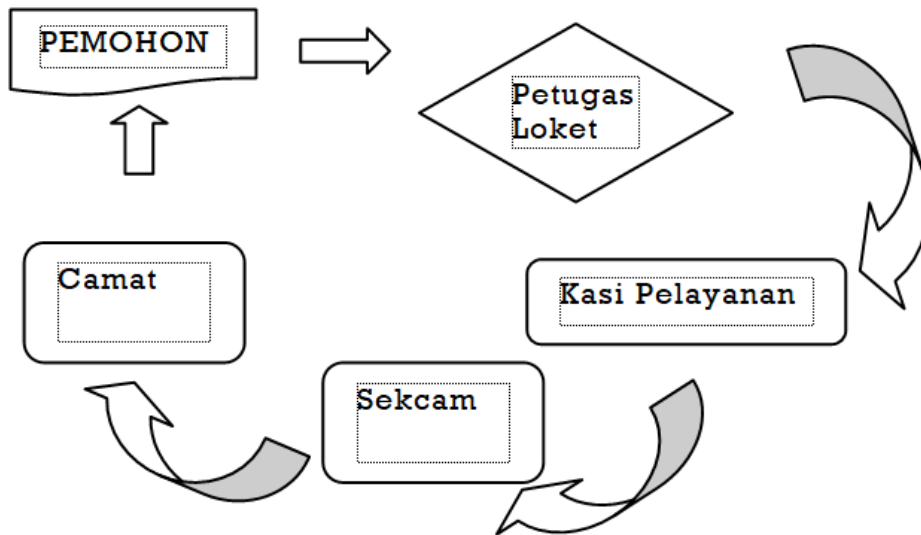 PEMOHON
Petugas
Loket
Kasi Pelayanan
Sekcam
Camat